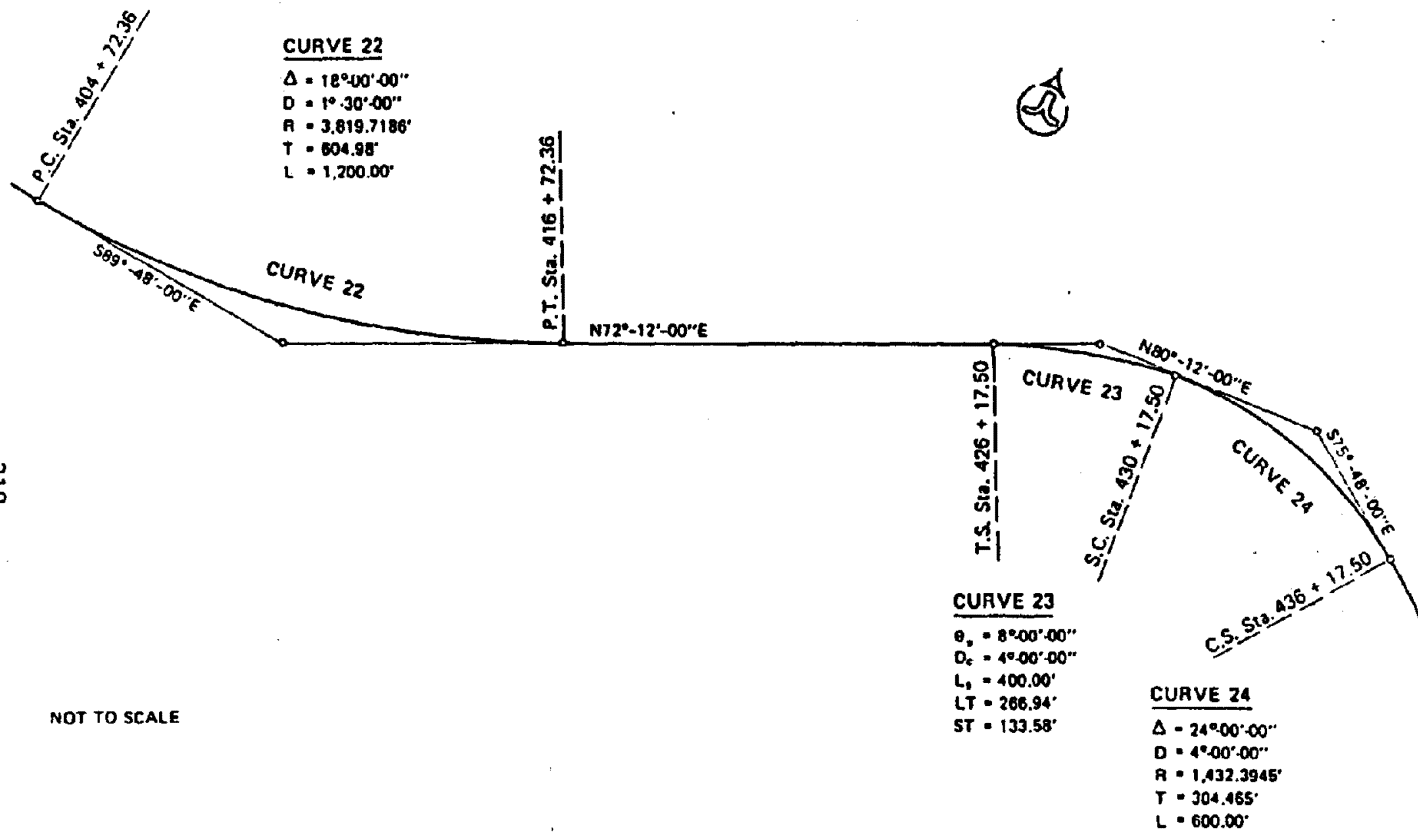 P.C. Sta. 404 + 72.36
CURVE 22
Δ = 18°-00'-00"
D = 1°-30'-00"
R = 3,819.7186'
T = 604.98'
L = 1,200.00'
S89°-48'-00"E
CURVE 22
P.T. Sta. 416 + 72.36
N72°-12'-00"E
T.S. Sta. 426 + 17.50
CURVE 23
N80°-12'-00"E
S.C. Sta. 430 + 17.50
CURVE 24
S75°-48'-00"E
C.S. Sta. 436 + 17.50
CURVE 23
θs = 8°-00'-00"
Dc = 4°-00'-00"
Ls = 400.00'
LT = 266.94'
ST = 133.58'
CURVE 24
Δ = 24°-00'-00"
D = 4°-00'-00"
R = 1,432.3945'
T = 304.465'
L = 600.00'
NOT TO SCALE